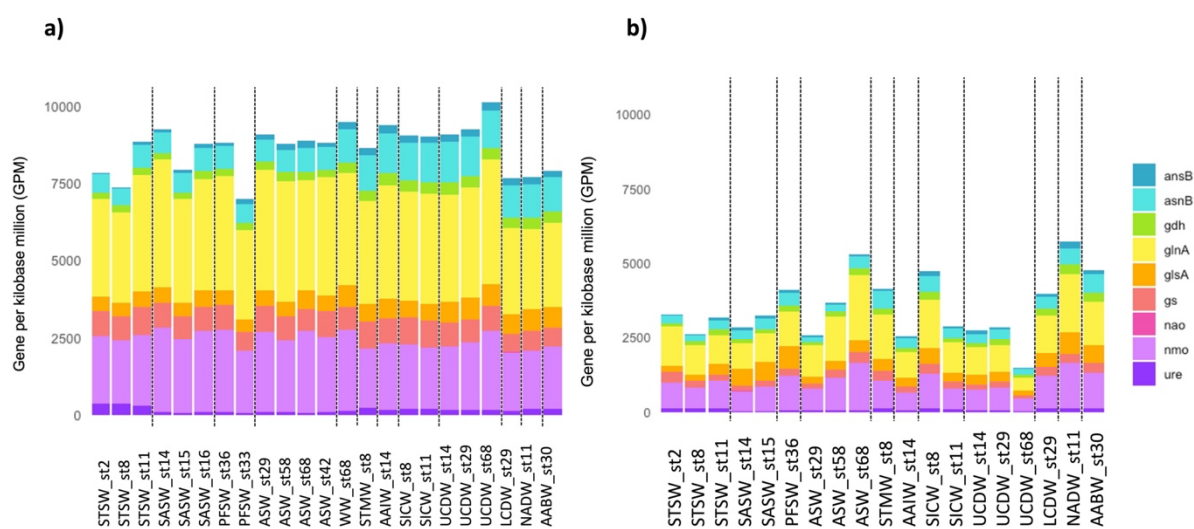 a)
b)
Gene per kilobase million (GPM)
10000
7500
5000
2500
0
STSW_st2
STSW_st8
STSW_st11
SASW_st14
SASW_st15
SASW_st16
PFSW_st36
PFSW_st33
ASW_st29
ASW_st58
ASW_st68
ASW_st42
WW_st68
STMW_st8
AAIW_st14
SICW_st8
SICW_st11
UCDW_st14
UCDW_st29
UCDW_st68
LCDW_st29
NADW_st11
AABW_st30
Gene per kilobase million (GPM)
10000
7500
5000
2500
0
STSW_st2
STSW_st8
STSW_st11
SASW_st14
SASW_st15
PFSW_st36
ASW_st29
ASW_st58
ASW_st68
STMW_st8
AAIW_st14
SICW_st8
SICW_st11
UCDW_st14
UCDW_st29
UCDW_st68
LCDW_st29
NADW_st11
AABW_st30
ansB
asnB
gdh
glnA
glsA
gs
nao
nmo
ure